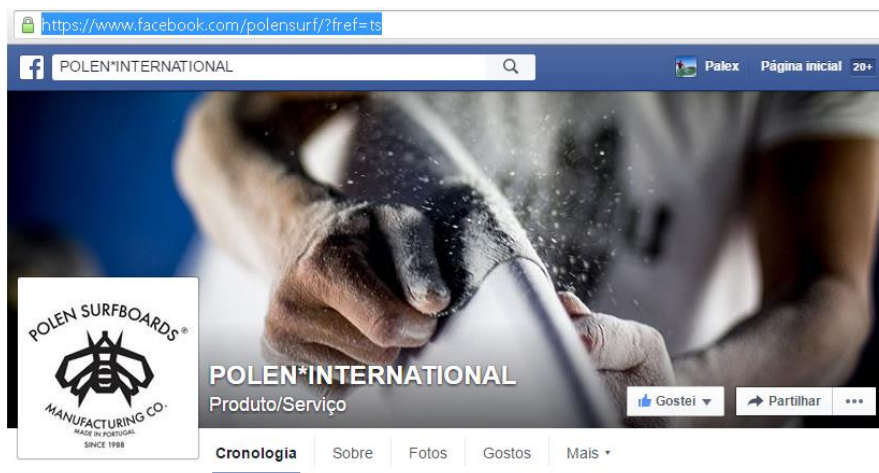 https://www.facebook.com/polensurf/?fref=ts
f POLEN*INTERNATIONAL Palex Página inicial 20+
POLEN SURFBOARDS®
MANUFACTURING CO.
MADE IN PORTUGAL
SINCE 1988
POLEN*INTERNATIONAL
Produto/Serviço
Gostei Partilhar
Cronologia Sobre Fotos Gostos Mais